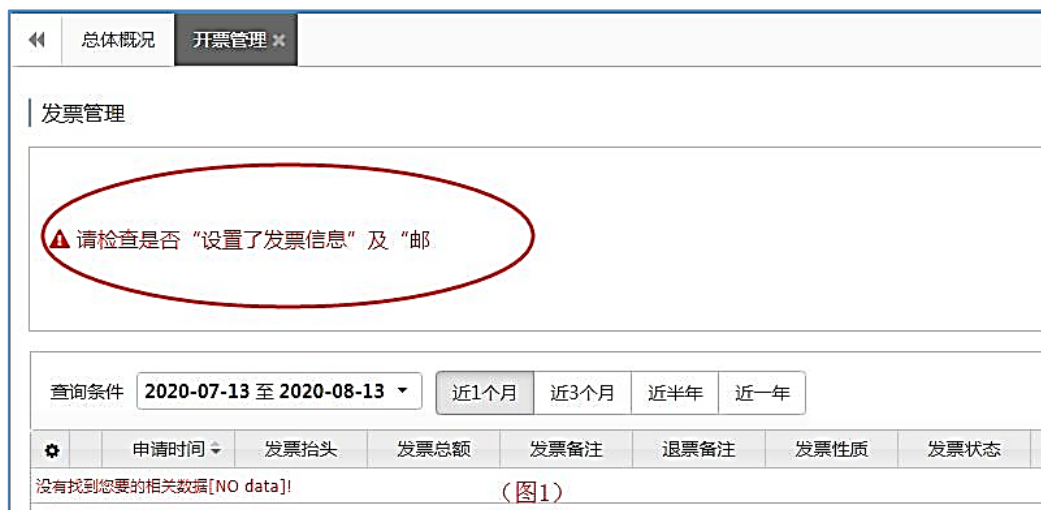 总体概况 开票管理
发票管理
请检查是否“设置了发票信息”及“邮
查询条件 2020-07-13 至 2020-08-13 近1个月 近3个月 近半年 近一年
申请时间 发票抬头 发票总额 发票备注 退票备注 发票性质 发票状态
没有找到您要的相关数据[NO data]!
（图1）